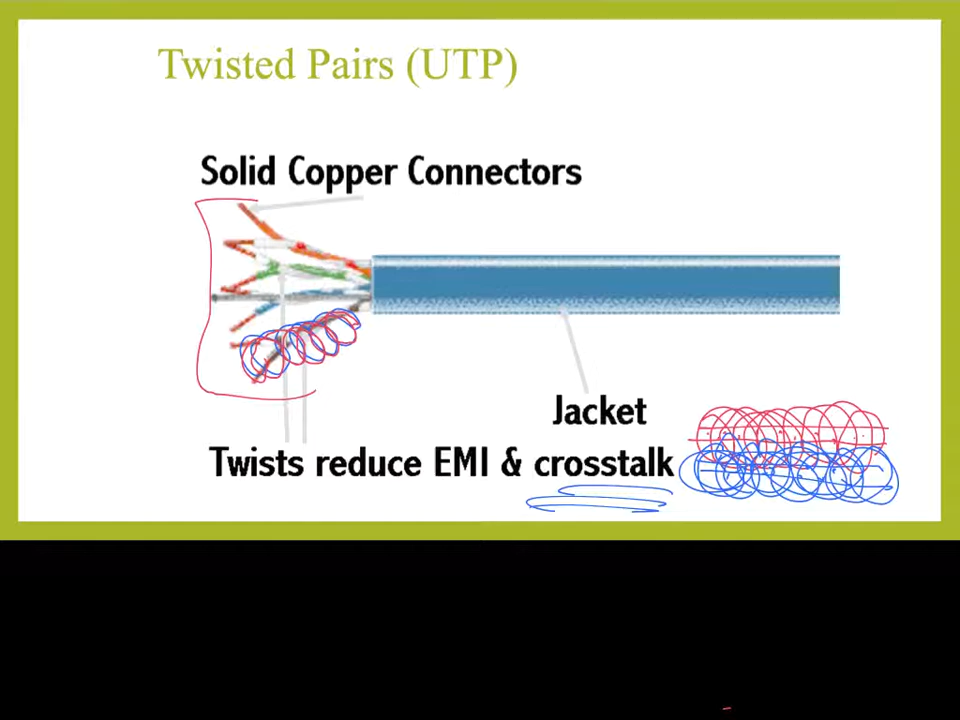 Twisted Pairs (UTP)
Solid Copper Connectors
Jacket
Twists reduce EMI & crosstalk